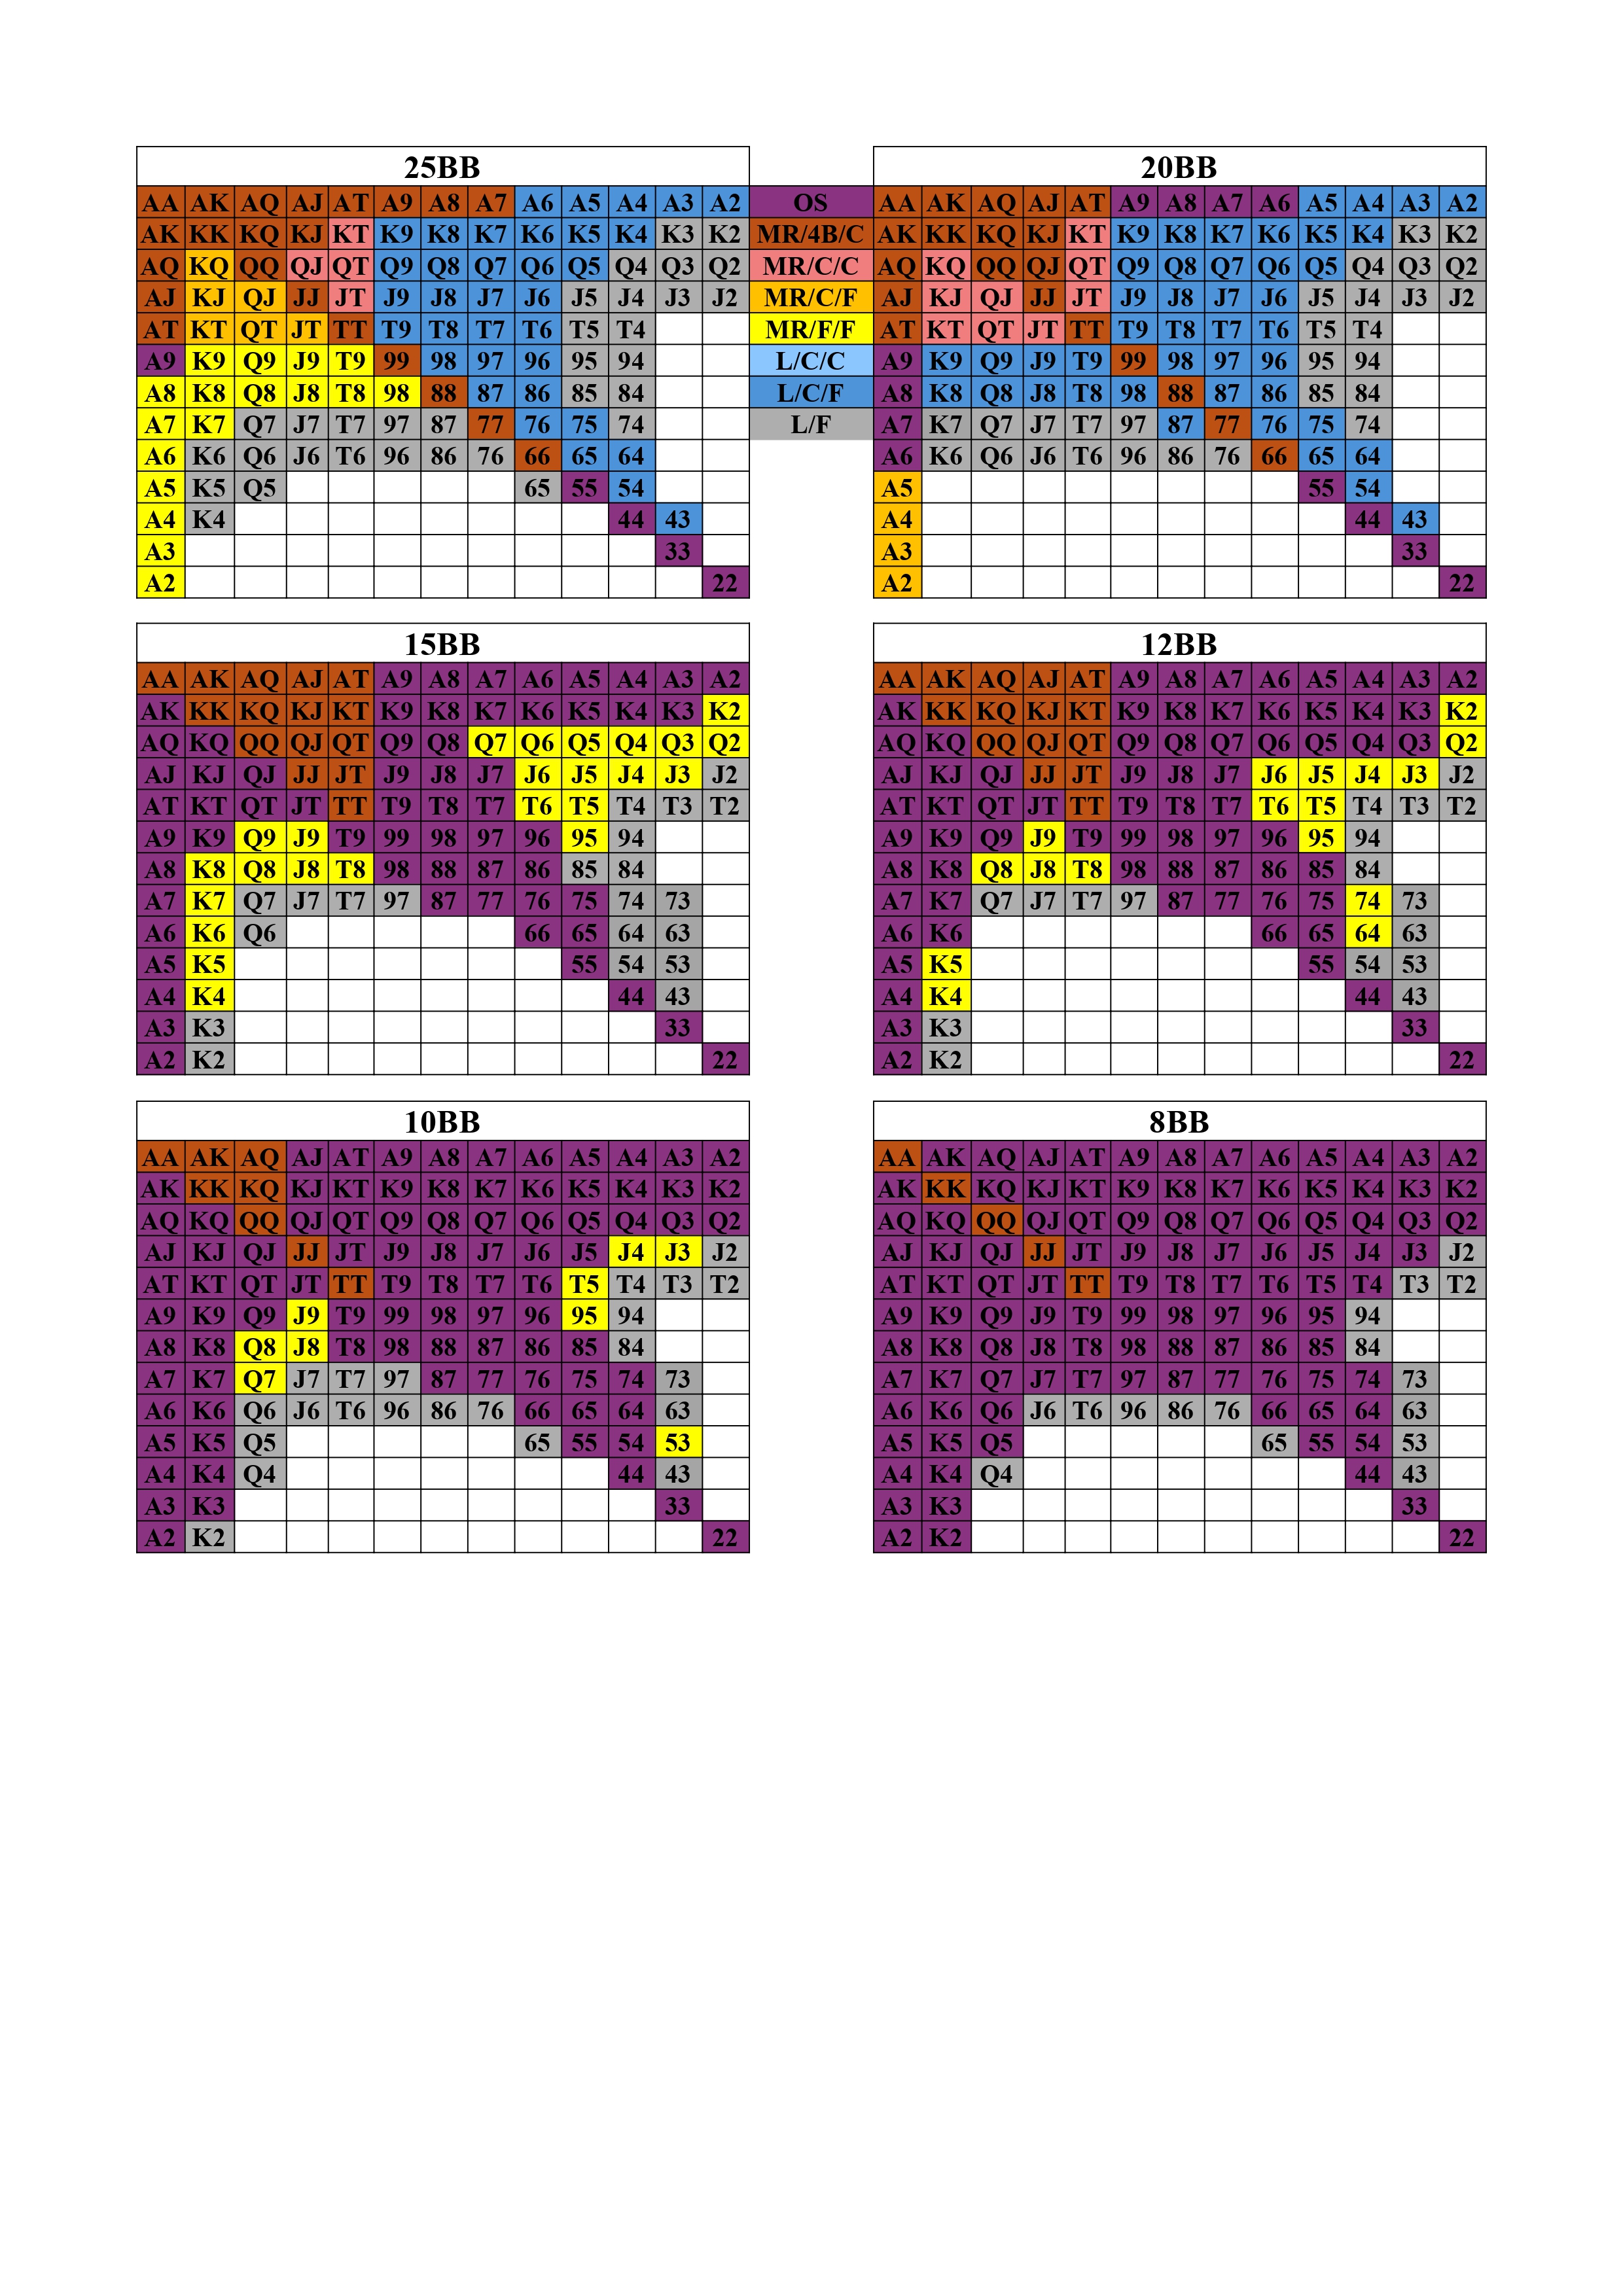 25BB 20BB
AA AK AQ AJ AT A9 A8 A7 A6 A5 A4 A3 A2 OS AA AK AQ AJ AT A9 A8 A7 A6 A5 A4 A3 A2
AK KK KQ KJ KT K9 K8 K7 K6 K5 K4 K3 K2 MR/4B/C AK KK KQ KJ KT K9 K8 K7 K6 K5 K4 K3 K2
AQ KQ QQ QJ QT Q9 Q8 Q7 Q6 Q5 Q4 Q3 Q2 MR/C/C AQ KQ QQ QJ QT Q9 Q8 Q7 Q6 Q5 Q4 Q3 Q2
AJ KJ QJ JJ JT J9 J8 J7 J6 J5 J4 J3 J2 MR/C/F AJ KJ QJ JJ JT J9 J8 J7 J6 J5 J4 J3 J2
AT KT QT JT TT T9 T8 T7 T6 T5 T4 MR/F/F AT KT QT JT TT T9 T8 T7 T6 T5 T4
A9 K9 Q9 J9 T9 99 98 97 96 95 94 L/C/C A9 K9 Q9 J9 T9 99 98 97 96 95 94
A8 K8 Q8 J8 T8 98 88 87 86 85 84 L/C/F A8 K8 Q8 J8 T8 98 88 87 86 85 84
A7 K7 Q7 J7 T7 97 87 77 76 75 74 L/F A7 K7 Q7 J7 T7 97 87 77 76 75 74
A6 K6 Q6 J6 T6 96 86 76 66 65 64 A6 K6 Q6 J6 T6 96 86 76 66 65 64
A5 K5 Q5 65 55 54 A5 55 54
A4 K4 44 43 A4 44 43
A3 33 A3 33
A2 22 A2 22
15BB 12BB
AA AK AQ AJ AT A9 A8 A7 A6 A5 A4 A3 A2 AA AK AQ AJ AT A9 A8 A7 A6 A5 A4 A3 A2
AK KK KQ KJ KT K9 K8 K7 K6 K5 K4 K3 K2 AK KK KQ KJ KT K9 K8 K7 K6 K5 K4 K3 K2
AQ KQ QQ QJ QT Q9 Q8 Q7 Q6 Q5 Q4 Q3 Q2 AQ KQ QQ QJ QT Q9 Q8 Q7 Q6 Q5 Q4 Q3 Q2
AJ KJ QJ JJ JT J9 J8 J7 J6 J5 J4 J3 J2 AJ KJ QJ JJ JT J9 J8 J7 J6 J5 J4 J3 J2
AT KT QT JT TT T9 T8 T7 T6 T5 T4 T3 T2 AT KT QT JT TT T9 T8 T7 T6 T5 T4 T3 T2
A9 K9 Q9 J9 T9 99 98 97 96 95 94 A9 K9 Q9 J9 T9 99 98 97 96 95 94
A8 K8 Q8 J8 T8 98 88 87 86 85 84 A8 K8 Q8 J8 T8 98 88 87 86 85 84
A7 K7 Q7 J7 T7 97 87 77 76 75 74 73 A7 K7 Q7 J7 T7 97 87 77 76 75 74 73
A6 K6 Q6 66 65 64 63 A6 K6 66 65 64 63
A5 K5 55 54 53 A5 K5 55 54 53
A4 K4 44 43 A4 K4 44 43
A3 K3 33 A3 K3 33
A2 K2 22 A2 K2 22
10BB 8BB
AA AK AQ AJ AT A9 A8 A7 A6 A5 A4 A3 A2 AA AK AQ AJ AT A9 A8 A7 A6 A5 A4 A3 A2
AK KK KQ KJ KT K9 K8 K7 K6 K5 K4 K3 K2 AK KK KQ KJ KT K9 K8 K7 K6 K5 K4 K3 K2
AQ KQ QQ QJ QT Q9 Q8 Q7 Q6 Q5 Q4 Q3 Q2 AQ KQ QQ QJ QT Q9 Q8 Q7 Q6 Q5 Q4 Q3 Q2
AJ KJ QJ JJ JT J9 J8 J7 J6 J5 J4 J3 J2 AJ KJ QJ JJ JT J9 J8 J7 J6 J5 J4 J3 J2
AT KT QT JT TT T9 T8 T7 T6 T5 T4 T3 T2 AT KT QT JT TT T9 T8 T7 T6 T5 T4 T3 T2
A9 K9 Q9 J9 T9 99 98 97 96 95 94 A9 K9 Q9 J9 T9 99 98 97 96 95 94
A8 K8 Q8 J8 T8 98 88 87 86 85 84 A8 K8 Q8 J8 T8 98 88 87 86 85 84
A7 K7 Q7 J7 T7 97 87 77 76 75 74 73 A7 K7 Q7 J7 T7 97 87 77 76 75 74 73
A6 K6 Q6 J6 T6 96 86 76 66 65 64 63 A6 K6 Q6 J6 T6 96 86 76 66 65 64 63
A5 K5 Q5 65 55 54 53 A5 K5 Q5 65 55 54 53
A4 K4 Q4 44 43 A4 K4 Q4 44 43
A3 K3 33 A3 K3 33
A2 K2 22 A2 K2 22